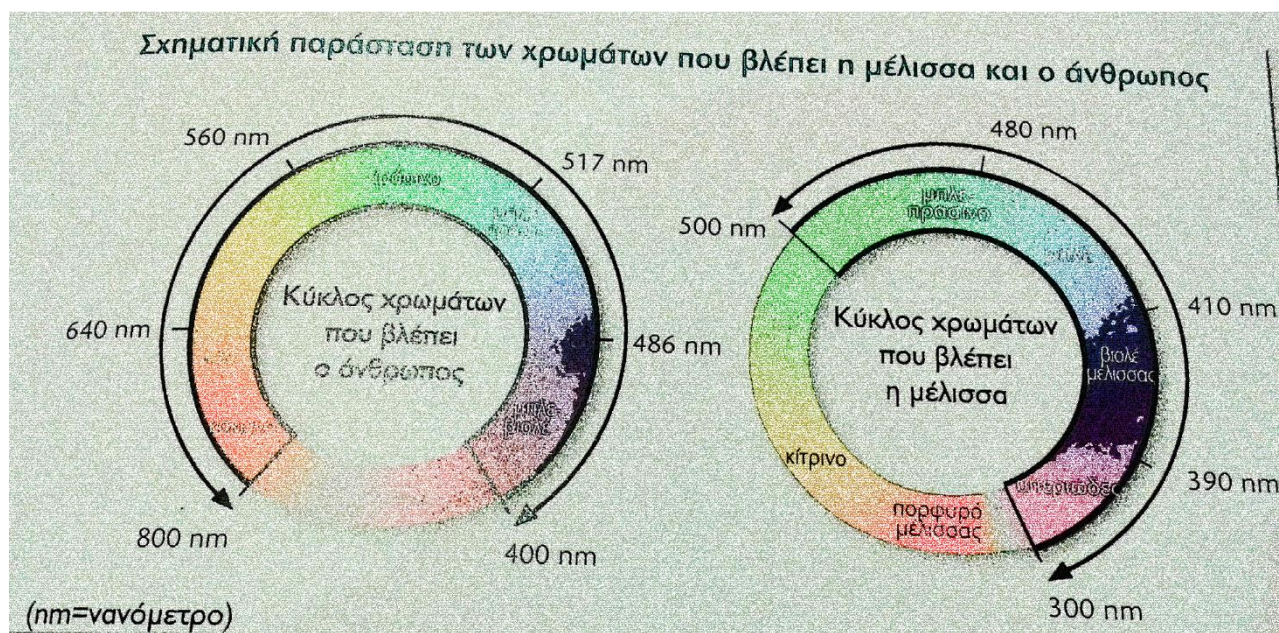 Σχηματική παράσταση των χρωμάτων που βλέπει η μέλισσα και ο άνθρωπος
560 nm
517 nm
640 nm
486 nm
800 nm
400 nm
Κύκλος χρωμάτων
που βλέπει
ο άνθρωπος
μπλε-
βιολέ
480 nm
500 nm
410 nm
390 nm
300 nm
μπλε-
πράσινο
μπλε
βιολέ
μέλισσας
υπεριώδες
Κύκλος χρωμάτων
που βλέπει
η μέλισσα
κίτρινο
πορφυρό
μέλισσας
(nm=νανόμετρο)